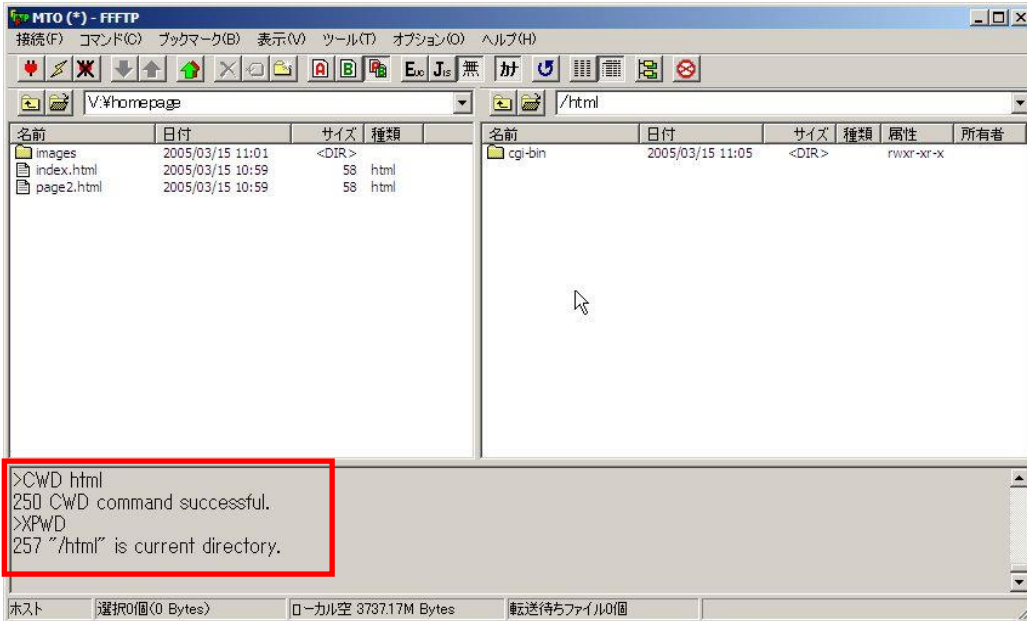 MTO (*) - FFFTP
接続(F) コマンド(C) ブックマーク(B) 表示(V) ツール(T) オプション(O) ヘルプ(H)
A B Euc Jis 無 カナ
V:¥homepage
/html
名前 日付 サイズ 種類
名前 日付 サイズ 種類 属性 所有者
images 2005/03/15 11:01 <DIR>
index.html 2005/03/15 10:59 58 html
page2.html 2005/03/15 10:59 58 html
cgi-bin 2005/03/15 11:05 <DIR> rwxr-xr-x
>CWD html
250 CWD command successful.
>XPWD
257 "/html" is current directory.
ホスト 選択0個(0 Bytes) ローカル空 3737.17M Bytes 転送待ちファイル0個